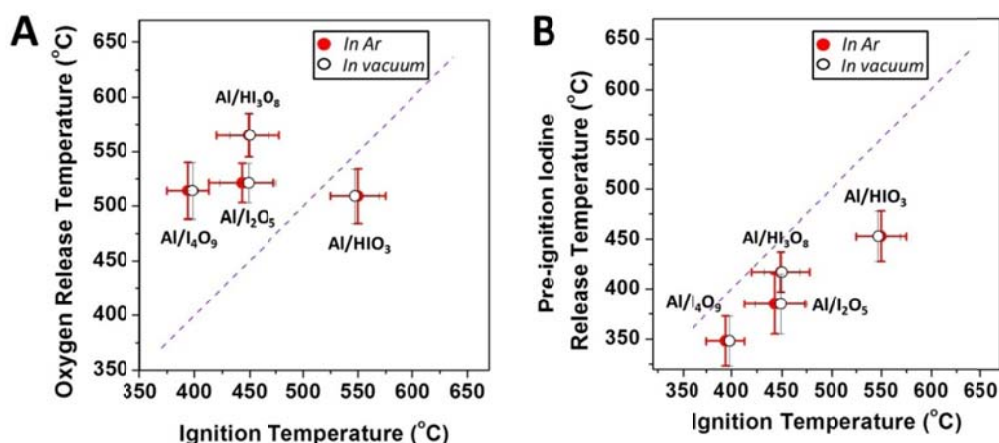 A
Oxygen Release Temperature (°C)
650
600
550
500
450
400
350
In Ar
In vacuum
Al/HI₃O₈
Al/I₄O₉
Al/I₂O₅
Al/HIO₃
400
450
500
550
600
650
Ignition Temperature (°C)
B
Pre-ignition Iodine
Release Temperature (°C)
650
600
550
500
450
400
350
In Ar
In vacuum
Al/HIO₃
Al/HI₃O₈
Al/I₄O₉
Al/I₂O₅
350
400
450
500
550
600
650
Ignition Temperature (°C)